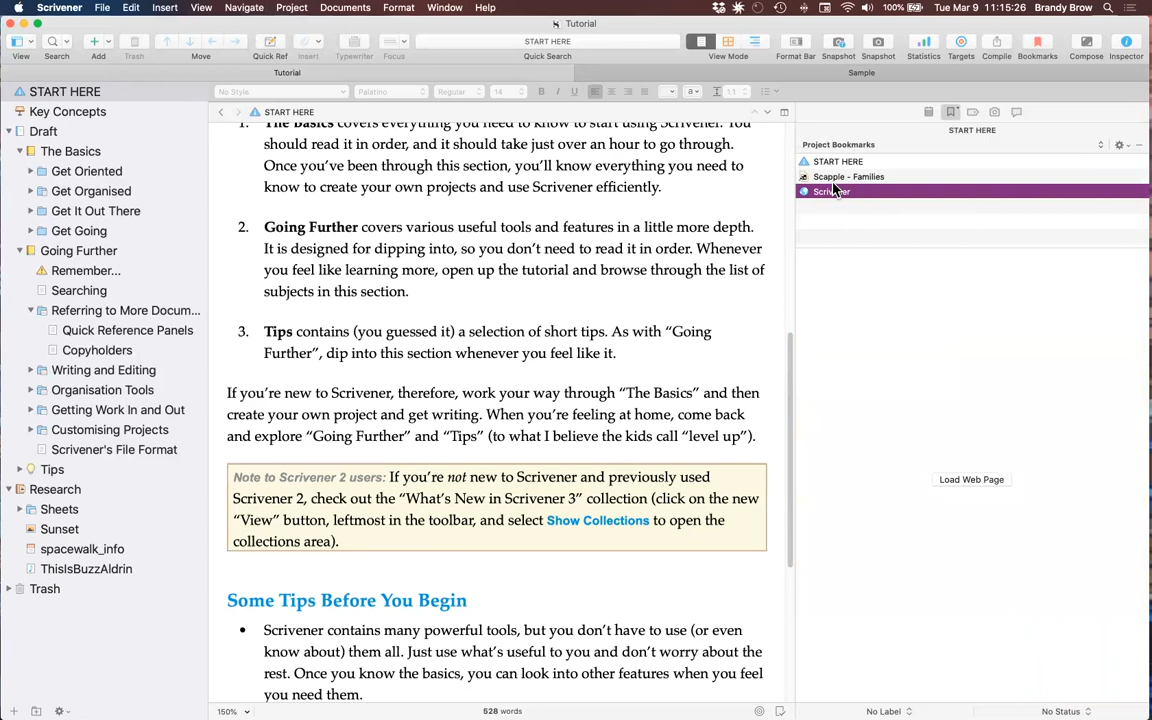 Scrivener File Edit Insert View Navigate Project Documents Format Window Help 100% Tue Mar 9 11:15:26 Brandy Brow
Tutorial
START HERE
View Search Add Trash Move Quick Ref Insert Typewriter Focus Quick Search View Mode Format Bar Snapshot Snapshot Statistics Targets Compile Bookmarks Compose Inspector
Tutorial Sample
No Style Palatino Regular 14 B I U a 1.1
START HERE
Key Concepts
Draft
The Basics
Get Oriented
Get Organised
Get It Out There
Get Going
Going Further
Remember...
Searching
Referring to More Docum...
Quick Reference Panels
Copyholders
Writing and Editing
Organisation Tools
Getting Work In and Out
Customising Projects
Scrivener's File Format
Tips
Research
Sheets
Sunset
spacewalk_info
ThisIsBuzzAldrin
Trash
START HERE
1. The Basics covers everything you need to know to start using Scrivener. You
should read it in order, and it should take just over an hour to go through.
Once you've been through this section, you'll know everything you need to
know to create your own projects and use Scrivener efficiently.
2. Going Further covers various useful tools and features in a little more depth.
It is designed for dipping into, so you don't need to read it in order. Whenever
you feel like learning more, open up the tutorial and browse through the list of
subjects in this section.
3. Tips contains (you guessed it) a selection of short tips. As with “Going
Further”, dip into this section whenever you feel like it.
If you're new to Scrivener, therefore, work your way through “The Basics” and then
create your own project and get writing. When you're feeling at home, come back
and explore “Going Further” and “Tips” (to what I believe the kids call “level up”).
Note to Scrivener 2 users: If you're not new to Scrivener and previously used
Scrivener 2, check out the “What's New in Scrivener 3” collection (click on the new
“View” button, leftmost in the toolbar, and select Show Collections to open the
collections area).
Some Tips Before You Begin
• Scrivener contains many powerful tools, but you don't have to use (or even
know about) them all. Just use what's useful to you and don't worry about the
rest. Once you know the basics, you can look into other features when you feel
you need them.
150% 528 words
START HERE
Project Bookmarks
START HERE
Scapple - Families
Scrivener
Load Web Page
No Label No Status